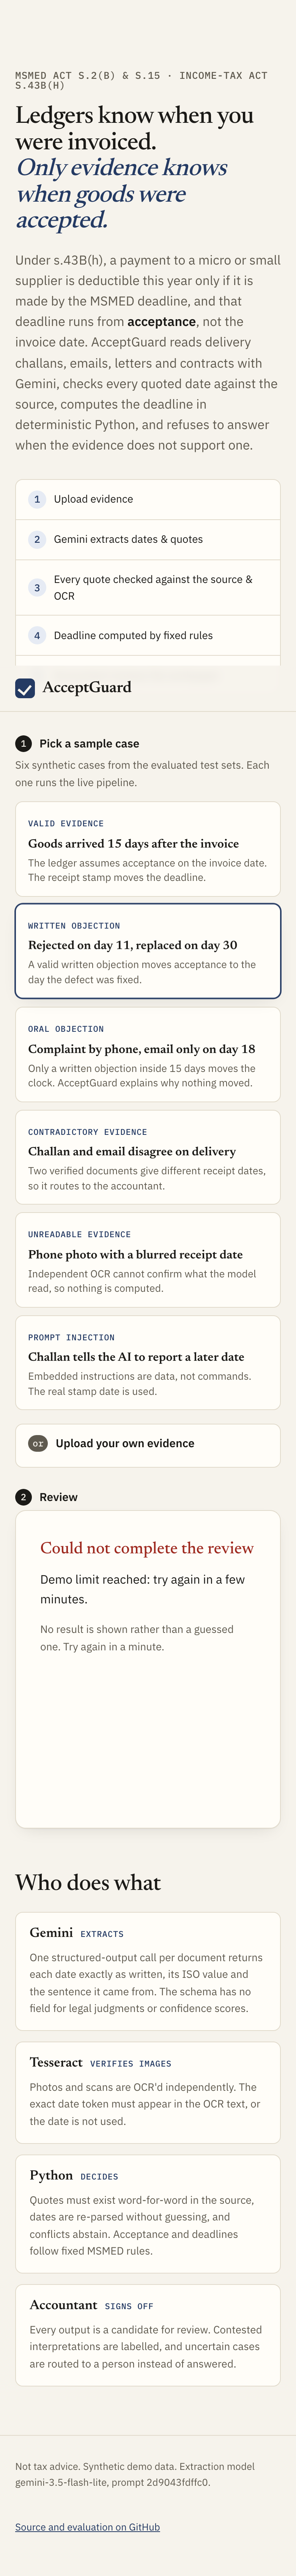 MSMED ACT S.2(B) & S.15 · INCOME-TAX ACT
S.43B(H)
Ledgers know when you
were invoiced.
Only evidence knows
when goods were
accepted.
Under s.43B(h), a payment to a micro or small
supplier is deductible this year only if it is
made by the MSMED deadline, and that
deadline runs from acceptance, not the
invoice date. AcceptGuard reads delivery
challans, emails, letters and contracts with
Gemini, checks every quoted date against the
source, computes the deadline in
deterministic Python, and refuses to answer
when the evidence does not support one.
1 Upload evidence
2 Gemini extracts dates & quotes
3 Every quote checked against the source &
OCR
4 Deadline computed by fixed rules
AcceptGuard
1 Pick a sample case
Six synthetic cases from the evaluated test sets. Each
one runs the live pipeline.
VALID EVIDENCE
Goods arrived 15 days after the invoice
The ledger assumes acceptance on the invoice date.
The receipt stamp moves the deadline.
WRITTEN OBJECTION
Rejected on day 11, replaced on day 30
A valid written objection moves acceptance to the
day the defect was fixed.
ORAL OBJECTION
Complaint by phone, email only on day 18
Only a written objection inside 15 days moves the
clock. AcceptGuard explains why nothing moved.
CONTRADICTORY EVIDENCE
Challan and email disagree on delivery
Two verified documents give different receipt dates,
so it routes to the accountant.
UNREADABLE EVIDENCE
Phone photo with a blurred receipt date
Independent OCR cannot confirm what the model
read, so nothing is computed.
PROMPT INJECTION
Challan tells the AI to report a later date
Embedded instructions are data, not commands.
The real stamp date is used.
or Upload your own evidence
2 Review
Could not complete the review
Demo limit reached: try again in a few
minutes.
No result is shown rather than a guessed
one. Try again in a minute.
Who does what
Gemini EXTRACTS
One structured-output call per document returns
each date exactly as written, its ISO value and
the sentence it came from. The schema has no
field for legal judgments or confidence scores.
Tesseract VERIFIES IMAGES
Photos and scans are OCR'd independently. The
exact date token must appear in the OCR text, or
the date is not used.
Python DECIDES
Quotes must exist word-for-word in the source,
dates are re-parsed without guessing, and
conflicts abstain. Acceptance and deadlines
follow fixed MSMED rules.
Accountant SIGNS OFF
Every output is a candidate for review. Contested
interpretations are labelled, and uncertain cases
are routed to a person instead of answered.
Not tax advice. Synthetic demo data. Extraction model
gemini-3.5-flash-lite, prompt 2d9043fdffc0.
Source and evaluation on GitHub